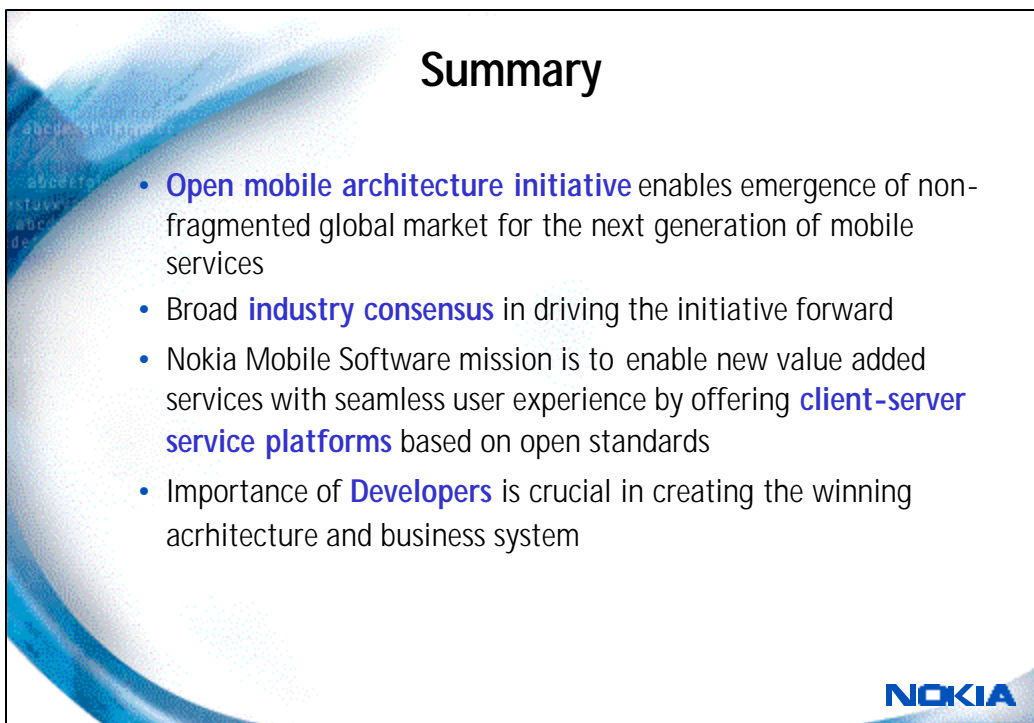 Summary
• Open mobile architecture initiative enables emergence of non-
fragmented global market for the next generation of mobile
services
• Broad industry consensus in driving the initiative forward
• Nokia Mobile Software mission is to enable new value added
services with seamless user experience by offering client-server
service platforms based on open standards
• Importance of Developers is crucial in creating the winning
acrhitecture and business system
NOKIA